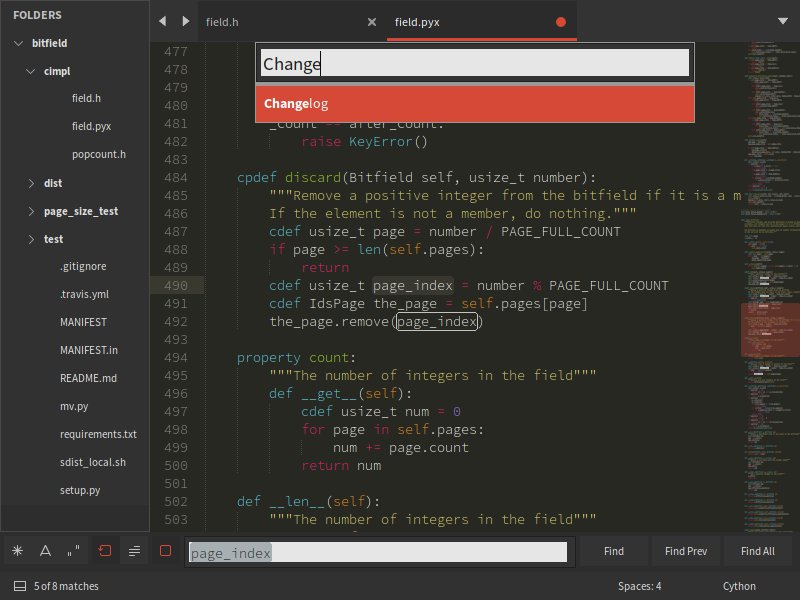 FOLDERS
bitfield
cimpl
field.h
field.pyx
popcount.h
dist
page_size_test
test
.gitignore
.travis.yml
MANIFEST
MANIFEST.in
README.md
mv.py
requirements.txt
sdist_local.sh
setup.py
field.h
field.pyx
Change
Changelog
477
478
479
480
481 _count == after_count:
482 raise KeyError()
483
484 cpdef discard(Bitfield self, usize_t number):
485 """Remove a positive integer from the bitfield if it is a m
486 If the element is not a member, do nothing."""
487 cdef usize_t page = number / PAGE_FULL_COUNT
488 if page >= len(self.pages):
489 return
490 cdef usize_t page_index = number % PAGE_FULL_COUNT
491 cdef IdsPage the_page = self.pages[page]
492 the_page.remove(page_index)
493
494 property count:
495 """The number of integers in the field"""
496 def __get__(self):
497 cdef usize_t num = 0
498 for page in self.pages:
499 num += page.count
500 return num
501
502 def __len__(self):
503 """The number of integers in the field"""
page_index
Find
Find Prev
Find All
5 of 8 matches
Spaces: 4
Cython